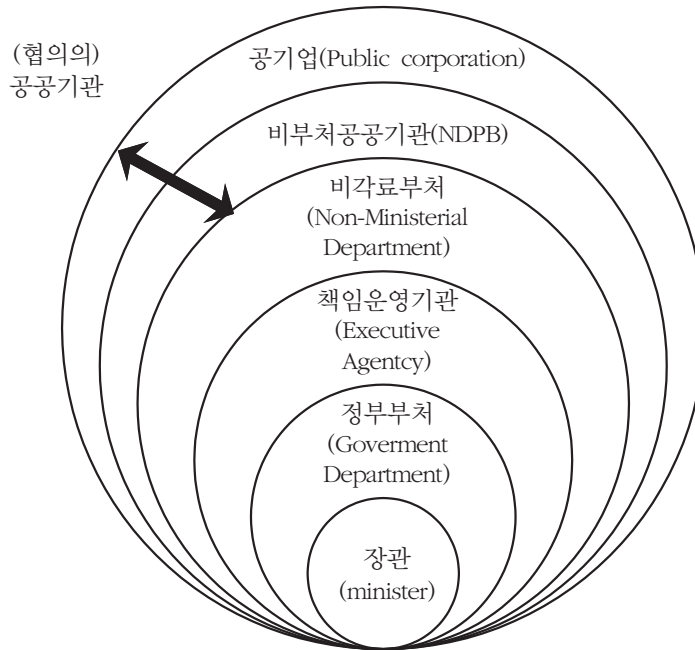 (협의의)
공공기관
공기업(Public corporation)
비부처공공기관(NDPB)
비각료부처
(Non-Ministerial
Department)
책임운영기관
(Executive
Agentcy)
정부부처
(Goverment
Department)
장관
(minister)